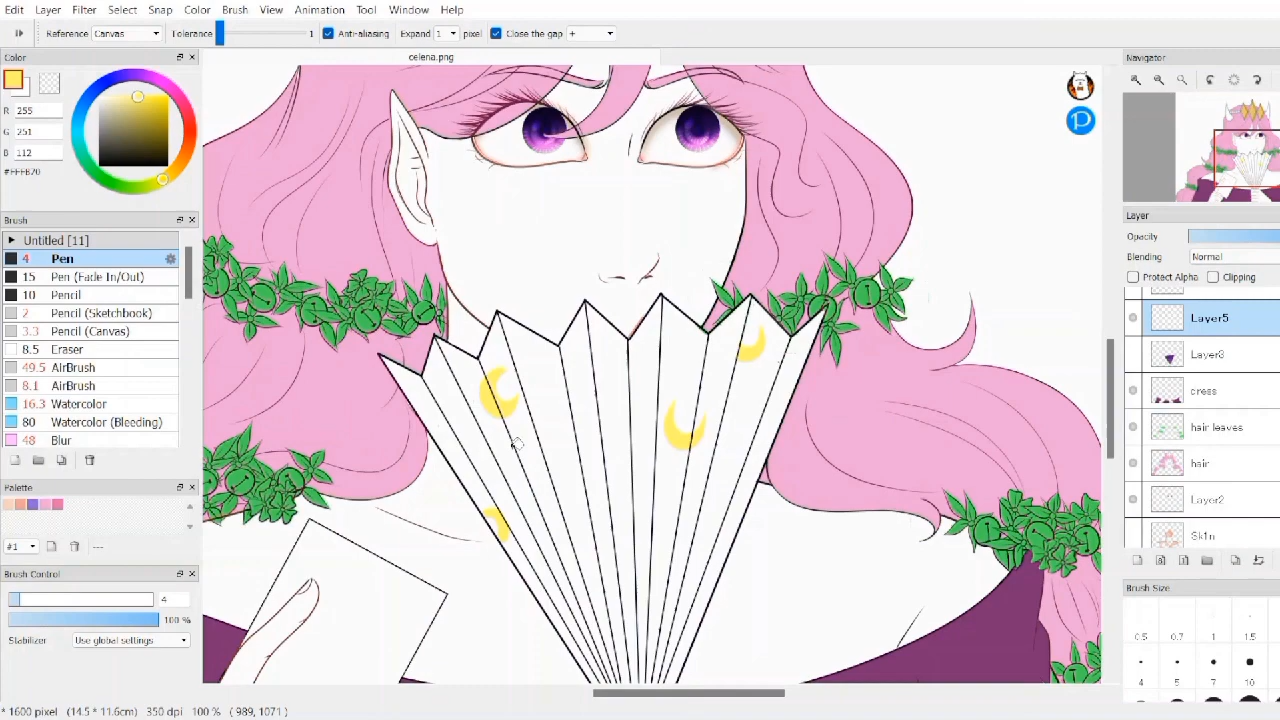 Edit Layer Filter Select Snap Color Brush Selection Animation Tool Window Help
Reference Canvas Tolerance 1 Anti-aliasing Expand 1 pixel Close the gap +
Color
celena.png
Navigator
R 255
G 251
B 112
#FFFB70
P
Brush
Untitled [11]
4 Pen
15 Pen (Fade In/Out)
10 Pencil
2 Pencil (Sketchbook)
3.3 Pencil (Canvas)
8.5 Eraser
49.5 AirBrush
8.1 AirBrush
16.3 Watercolor
80 Watercolor (Bleeding)
48 Blur
Palette
#1 ---
Brush Control
4
100 %
Stabilizer Use global settings
Layer
Opacity
Blending Normal
Protect Alpha Clipping
Layer5
Layer3
cress
hair leaves
hair
Layer2
Skin
Brush Size
0.5 0.7 1 1.5
4 5 7 10
* 1600 pixel (14.5 * 11.6cm) 350 dpi 100 % ( 989, 1071 )